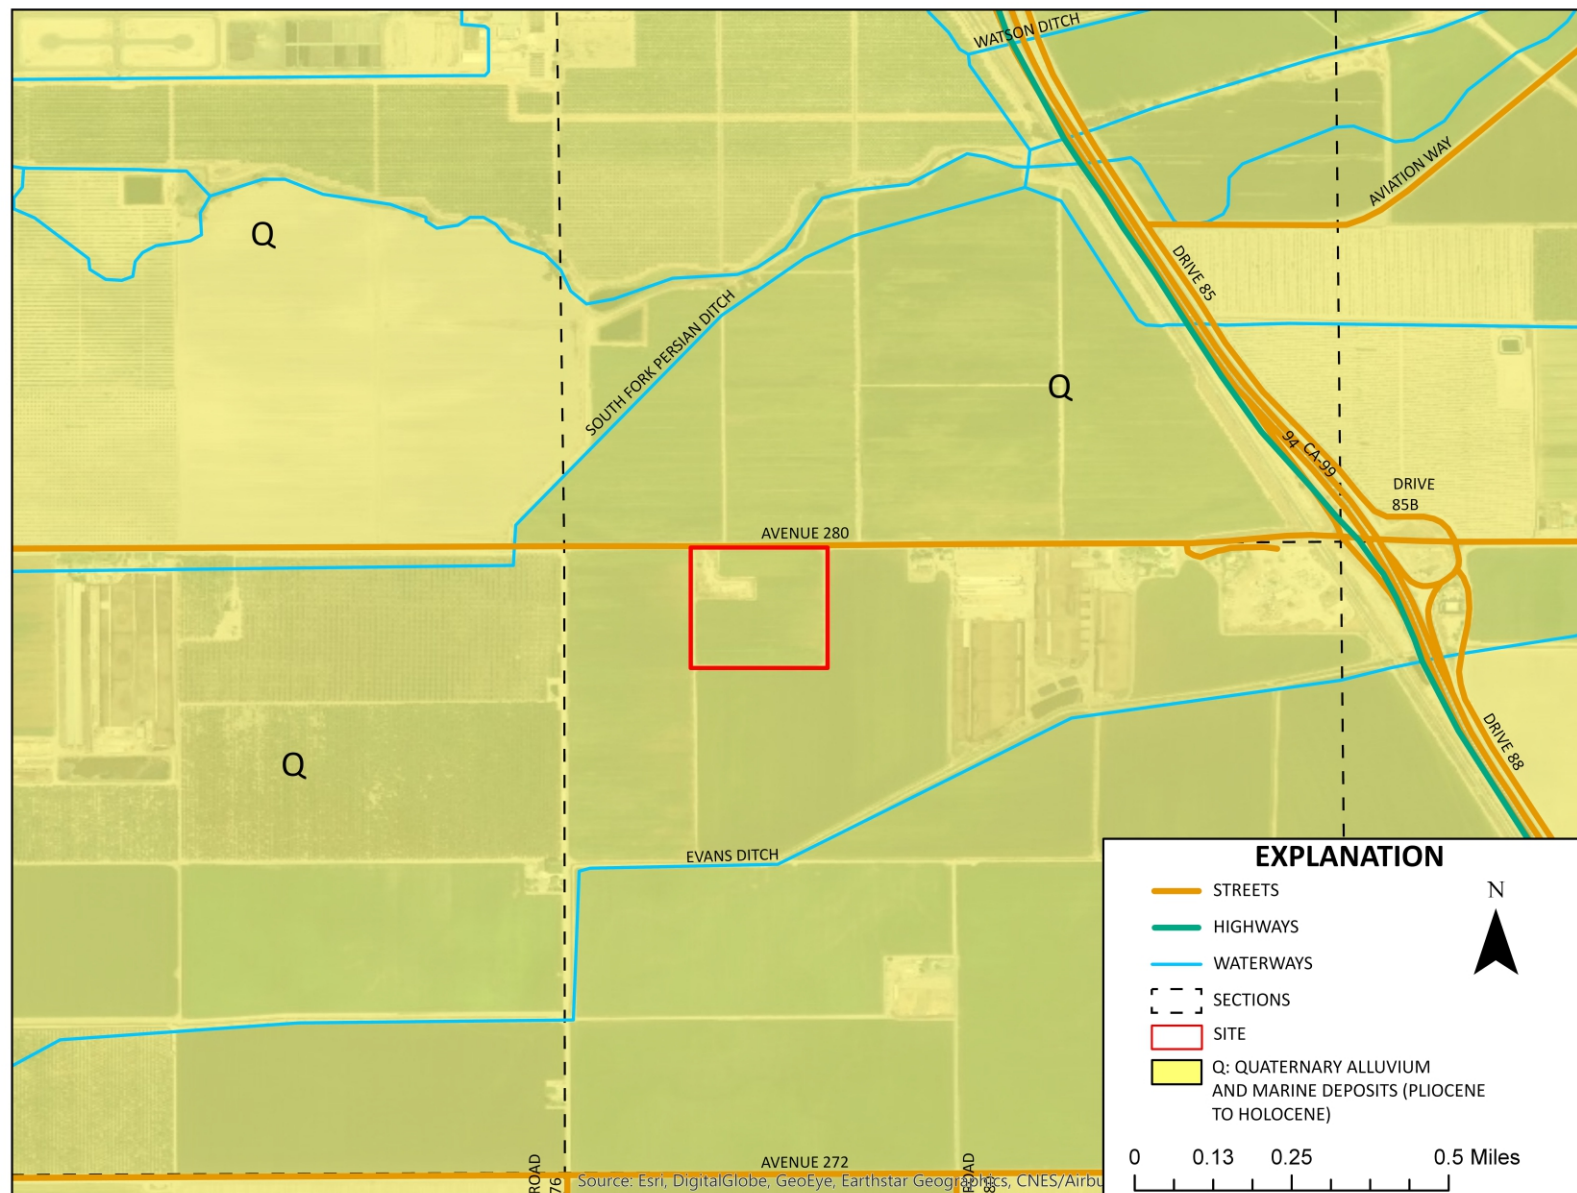 WATSON DITCH
AVIATION WAY
Q
DRIVE 85
SOUTH FORK PERSIAN DITCH
Q
94
CA-99
DRIVE
85B
AVENUE 280
Q
DRIVE 88
EVANS DITCH
EXPLANATION
STREETS
N
HIGHWAYS
WATERWAYS
SECTIONS
SITE
Q: QUATERNARY ALLUVIUM
AND MARINE DEPOSITS (PLIOCENE
TO HOLOCENE)
0 0.13 0.25 0.5 Miles
AVENUE 272
ROAD
76
ROAD
Source: Esri, DigitalGlobe, GeoEye, Earthstar Geographics, CNES/Airbu